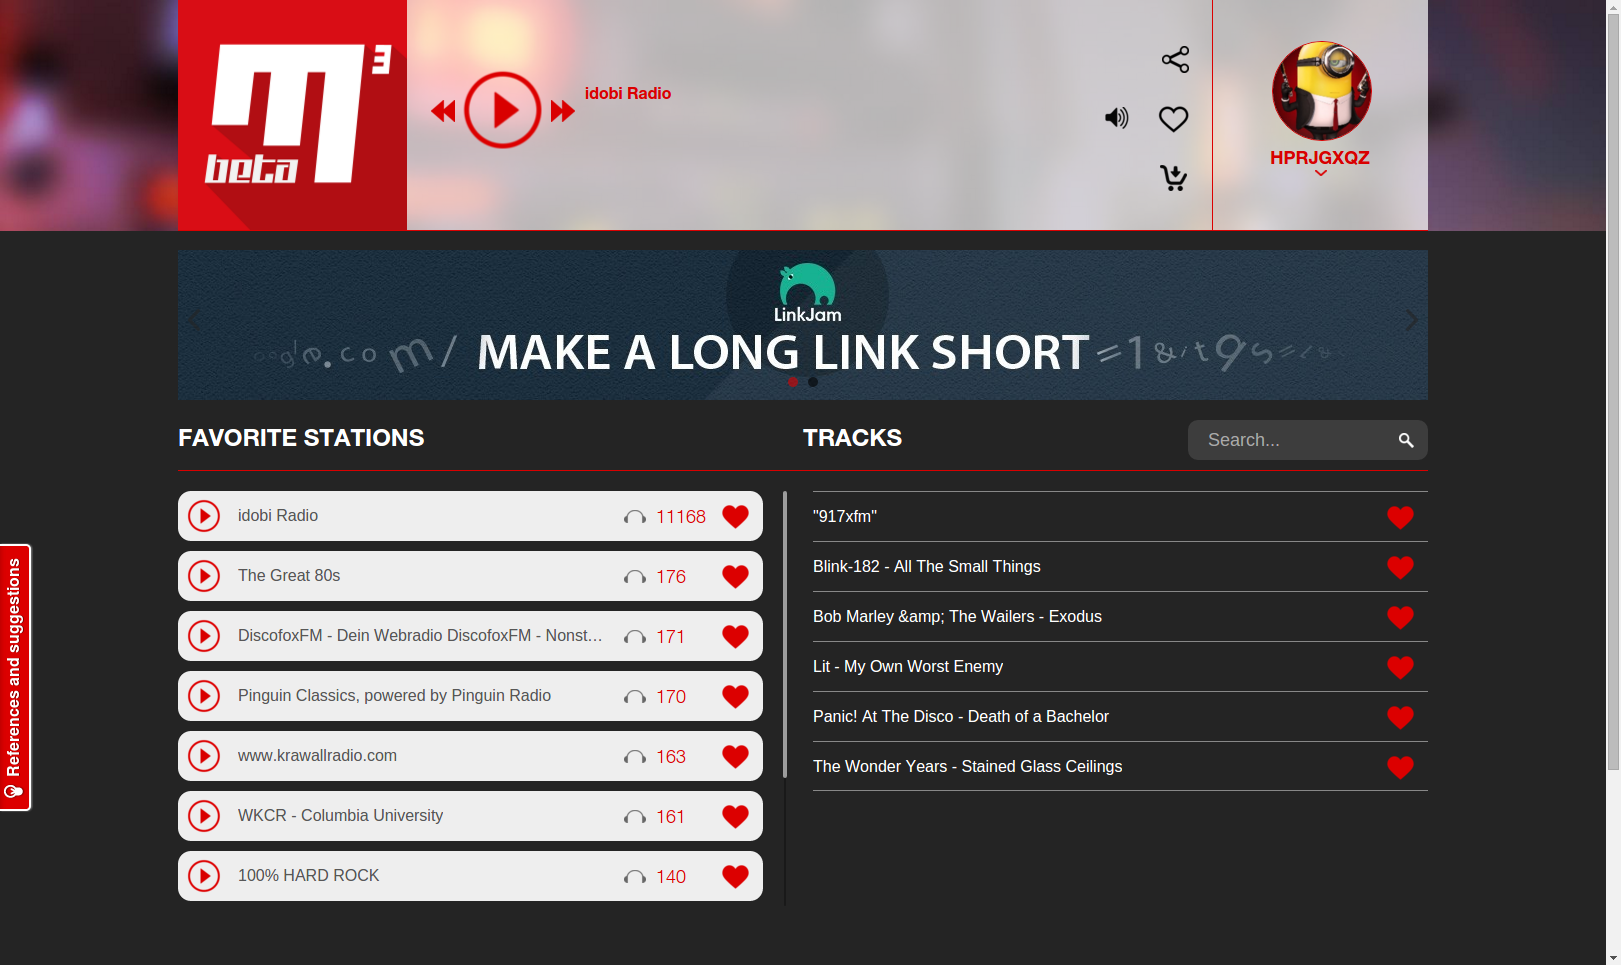 m3
beta
idobi Radio
HPRJGXQZ
LinkJam
oogle.com/ MAKE A LONG LINK SHORT =1&it9s=1&
FAVORITE STATIONS
TRACKS
Search...
idobi Radio 11168
The Great 80s 176
DiscofoxFM - Dein Webradio DiscofoxFM - Nonst... 171
Pinguin Classics, powered by Pinguin Radio 170
www.krawallradio.com 163
WKCR - Columbia University 161
100% HARD ROCK 140
"917xfm"
Blink-182 - All The Small Things
Bob Marley &amp; The Wailers - Exodus
Lit - My Own Worst Enemy
Panic! At The Disco - Death of a Bachelor
The Wonder Years - Stained Glass Ceilings
References and suggestions